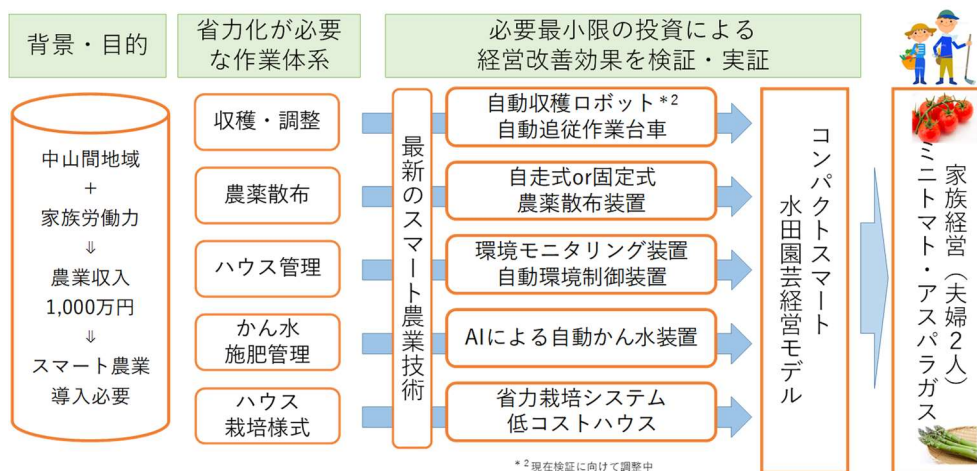 背景・目的
省力化が必要
な作業体系
必要最小限の投資による
経営改善効果を検証・実証
中山間地域
+
家族労働力
⇓
農業収入
1,000万円
⇓
スマート農業
導入必要
収穫・調整
農薬散布
ハウス管理
かん水
施肥管理
ハウス
栽培様式
最新のスマート農業技術
自動収穫ロボット*2
自動追従作業台車
自走式or固定式
農薬散布装置
環境モニタリング装置
自動環境制御装置
AIによる自動かん水装置
省力栽培システム
低コストハウス
*2現在検証に向けて調整中
コンパクトスマート
水田園芸経営モデル
家族経営（夫婦2人）
ミニトマト・アスパラガス